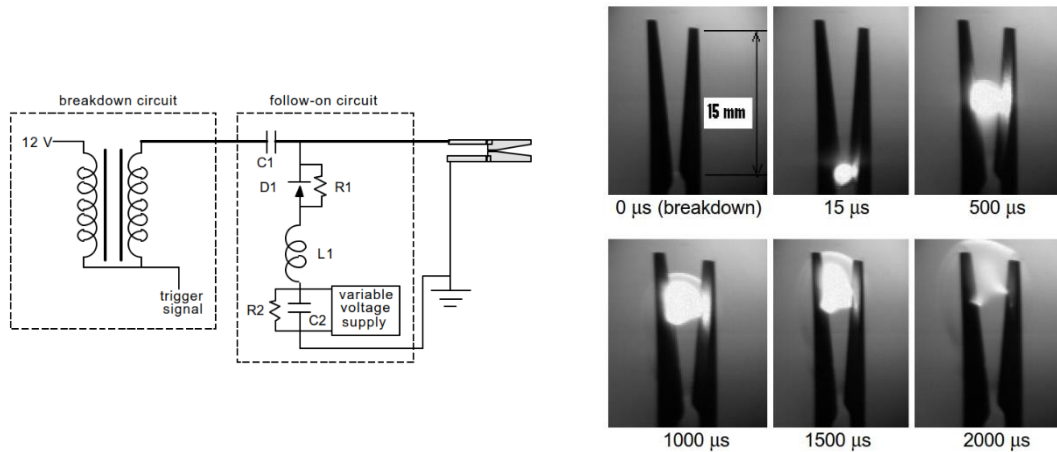 breakdown circuit
follow-on circuit
12 V
C1
D1
R1
L1
R2
C2
variable
voltage
supply
trigger
signal
15 mm
0 μs (breakdown)
15 μs
500 μs
1000 μs
1500 μs
2000 μs